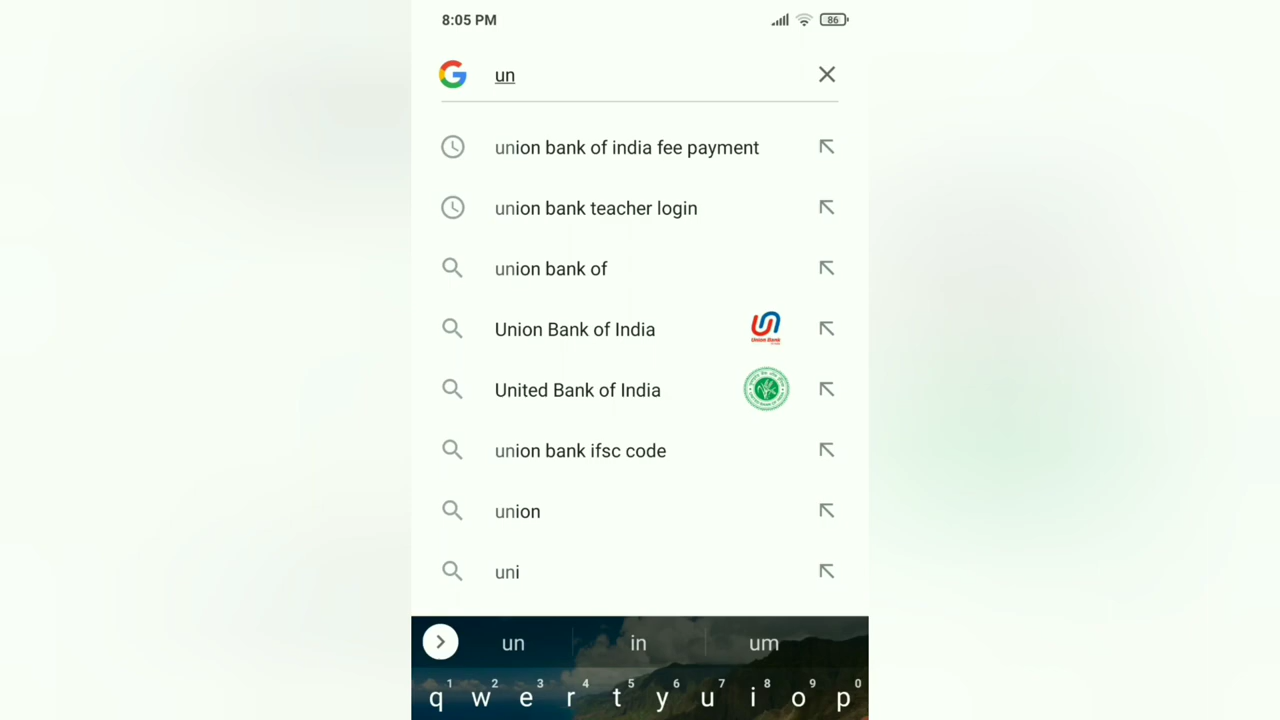 8:05 PM 86
un
union bank of india fee payment
union bank teacher login
union bank of
Union Bank of India
Union Bank
United Bank of India
union bank ifsc code
union
uni
un in um
1 2 3 4 5 6 7 8 9 0
q w e r t y u i o p